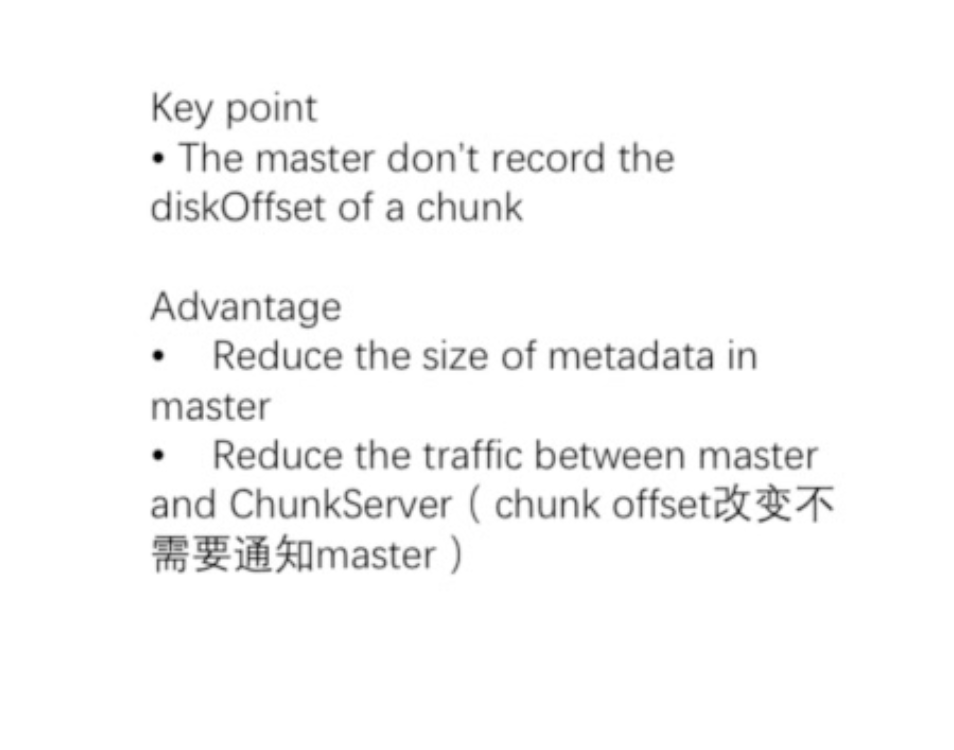 Key point
• The master don't record the
diskOffset of a chunk
Advantage
• Reduce the size of metadata in
master
• Reduce the traffic between master
and ChunkServer（chunk offset改变不
需要通知master）